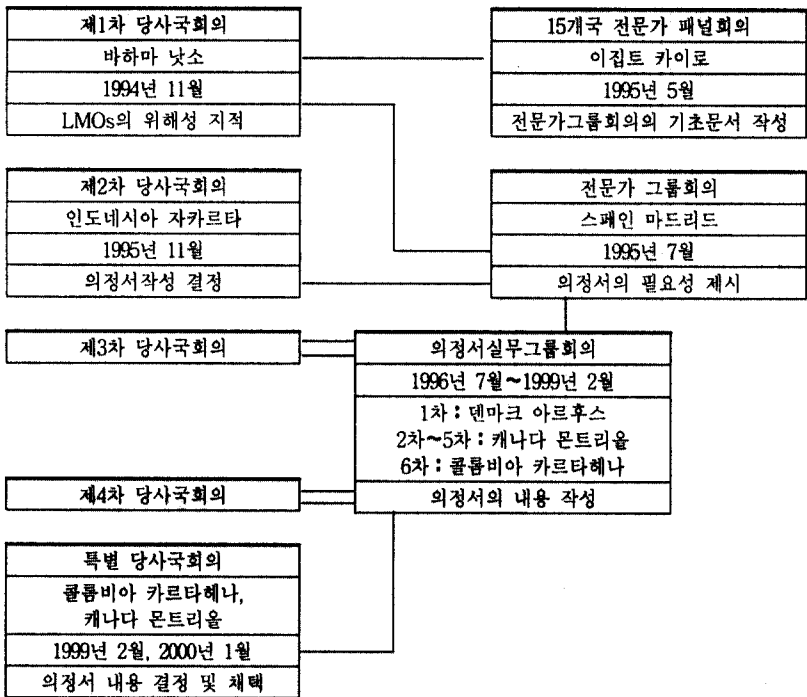 제1차 당사국회의
바하마 낫소
1994년 11월
LMOs의 위해성 지적
15개국 전문가 패널회의
이집트 카이로
1995년 5월
전문가그룹회의의 기초문서 작성
제2차 당사국회의
인도네시아 자카르타
1995년 11월
의정서작성 결정
전문가 그룹회의
스페인 마드리드
1995년 7월
의정서의 필요성 제시
제3차 당사국회의
의정서실무그룹회의
1996년 7월~1999년 2월
1차 : 덴마크 아르후스
2차~5차 : 캐나다 몬트리올
6차 : 콜롬비아 카르타헤나
의정서의 내용 작성
제4차 당사국회의
특별 당사국회의
콜롬비아 카르타헤나,
캐나다 몬트리올
1999년 2월, 2000년 1월
의정서 내용 결정 및 채택